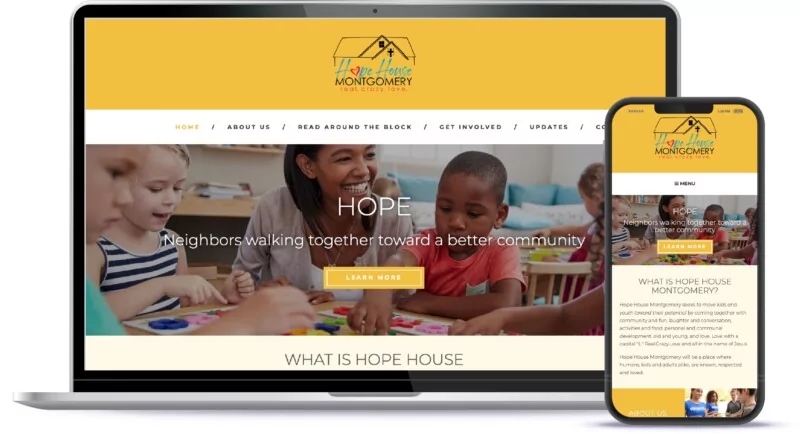 Hope House
MONTGOMERY
real. crazy. love.
HOME / ABOUT US / READ AROUND THE BLOCK / GET INVOLVED / UPDATES / CO
HOPE
Neighbors walking together toward a better community
LEARN MORE
WHAT IS HOPE HOUSE
Hope House
MONTGOMERY
real. crazy. love.
MENU
HOPE
Neighbors walking together toward a
better community
LEARN MORE
WHAT IS HOPE HOUSE
MONTGOMERY?
Hope House Montgomery seeks to move kids and
youth toward their potential by coming together with
community and fun, laughter and conversation,
activities and food, personal and communal
development, old and young, and love. Love with a
capital "L." Real Crazy Love and all in the name of Jesus.
Hope House Montgomery will be a place where
humans, kids and adults alike, are known, respected
and loved.
ABOUT US